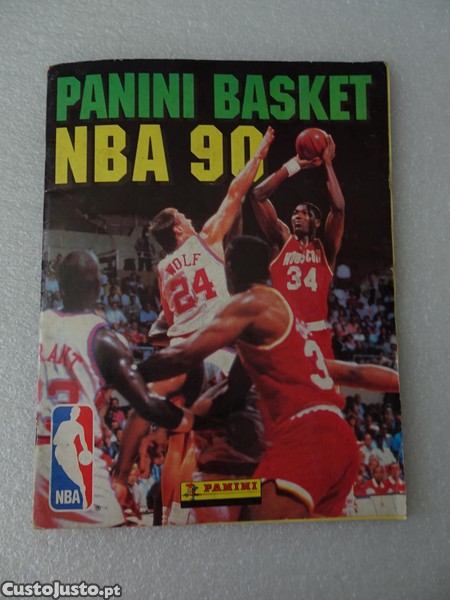 PANINI BASKET
NBA 90
WOLF
24
HOUSTON
34
3
NBA
PANINI
CustoJusto.pt